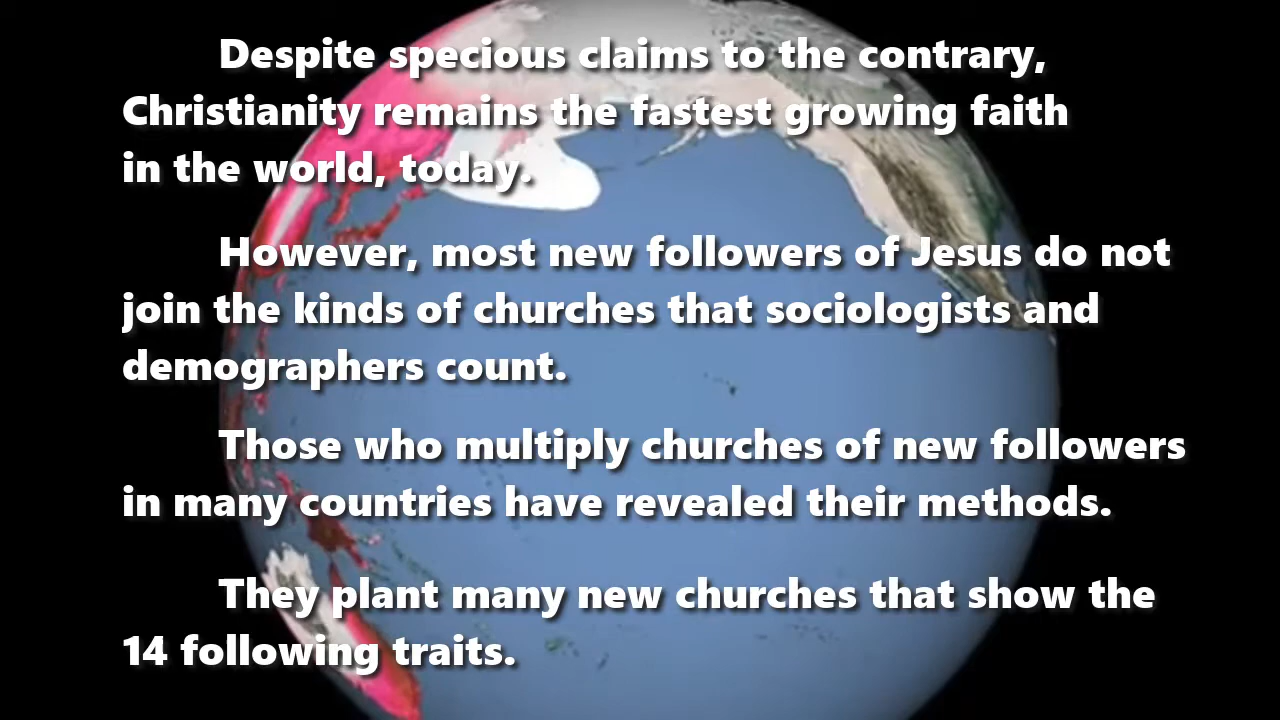 Despite specious claims to the contrary,
Christianity remains the fastest growing faith
in the world, today.
However, most new followers of Jesus do not
join the kinds of churches that sociologists and
demographers count.
Those who multiply churches of new followers
in many countries have revealed their methods.
They plant many new churches that show the
14 following traits.